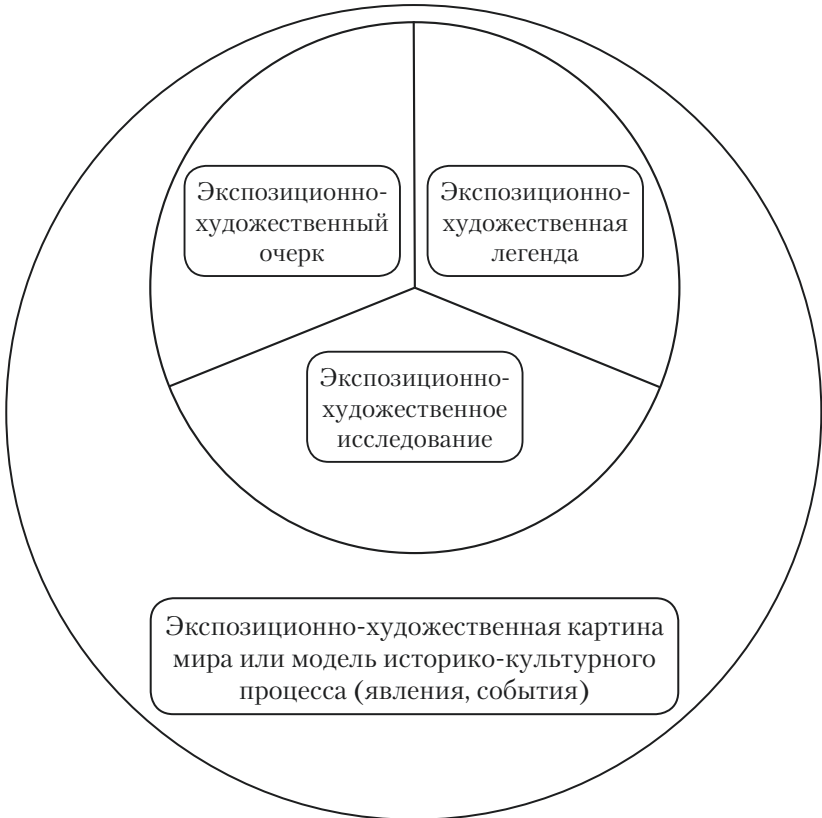 Экспозиционно-
художественный
очерк
Экспозиционно-
художественная
легенда
Экспозиционно-
художественное
исследование
Экспозиционно-художественная картина
мира или модель историко-культурного
процесса (явления, события)